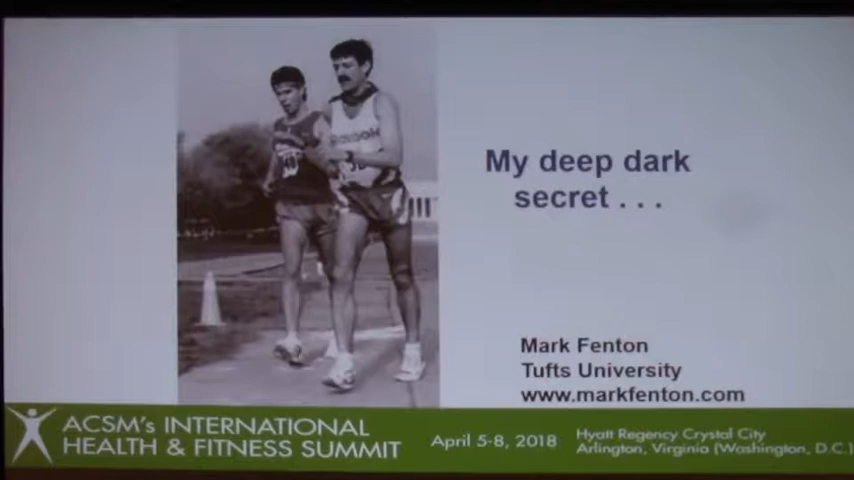 My deep dark
secret . . .
Mark Fenton
Tufts University
www.markfenton.com
ACSM's INTERNATIONAL
HEALTH & FITNESS SUMMIT
April 5-8, 2018
Hyatt Regency Crystal City
Arlington, Virginia (Washington, D.C.)